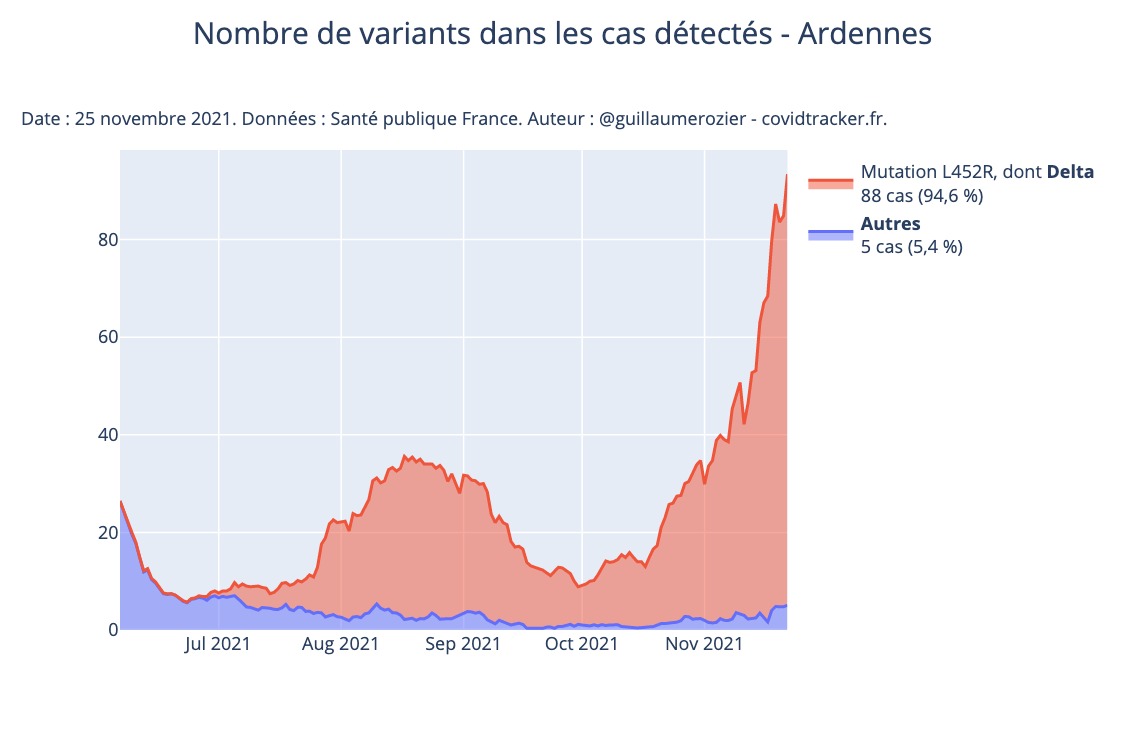 Nombre de variants dans les cas détectés - Ardennes
Date : 25 novembre 2021. Données : Santé publique France. Auteur : @guillaumerozier - covidtracker.fr.
Mutation L452R, dont Delta
88 cas (94,6 %)
Autres
5 cas (5,4 %)
80
60
40
20
0
Jul 2021 Aug 2021 Sep 2021 Oct 2021 Nov 2021